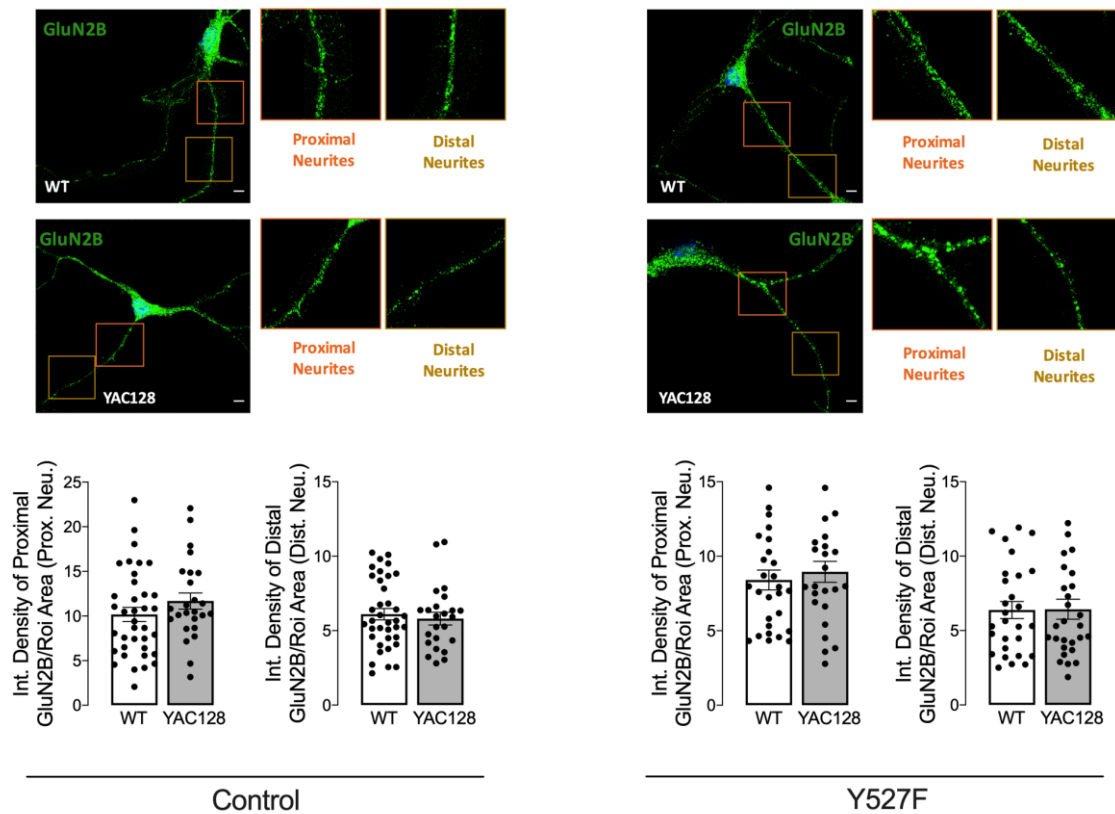 GluN2B
WT
Proximal
Neurites
Distal
Neurites
GluN2B
WT
Proximal
Neurites
Distal
Neurites
GluN2B
YAC128
Proximal
Neurites
Distal
Neurites
GluN2B
YAC128
Proximal
Neurites
Distal
Neurites
Int. Density of Proximal
GluN2B/Roi Area (Prox. Neu.)
25
20
15
10
5
0
WT YAC128
Int. Density of Distal
GluN2B/Roi Area (Dist. Neu.)
15
10
5
0
WT YAC128
Int. Density of Proximal
GluN2B/Roi Area (Prox. Neu.)
15
10
5
0
WT YAC128
Int. Density of Distal
GluN2B/Roi Area (Dist. Neu.)
15
10
5
0
WT YAC128
Control
Y527F